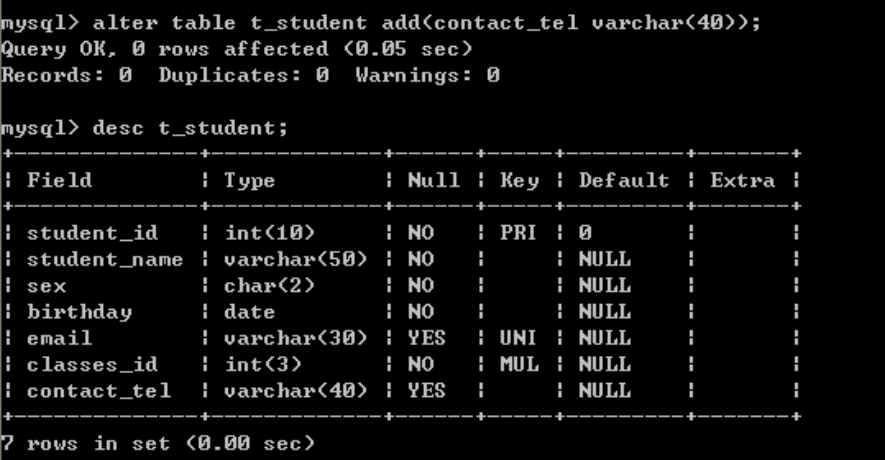 mysql> alter table t_student add(contact_tel varchar(40));
Query OK, 0 rows affected (0.05 sec)
Records: 0  Duplicates: 0  Warnings: 0

mysql> desc t_student;
+--------------+-------------+------+-----+---------+-------+
| Field        | Type        | Null | Key | Default | Extra |
+--------------+-------------+------+-----+---------+-------+
| student_id   | int(10)     | NO   | PRI | 0       |       |
| student_name | varchar(50) | NO   |     | NULL    |       |
| sex          | char(2)     | NO   |     | NULL    |       |
| birthday     | date        | NO   |     | NULL    |       |
| email        | varchar(30) | YES  | UNI | NULL    |       |
| classes_id   | int(3)      | NO   | MUL | NULL    |       |
| contact_tel  | varchar(40) | YES  |     | NULL    |       |
+--------------+-------------+------+-----+---------+-------+
7 rows in set (0.00 sec)